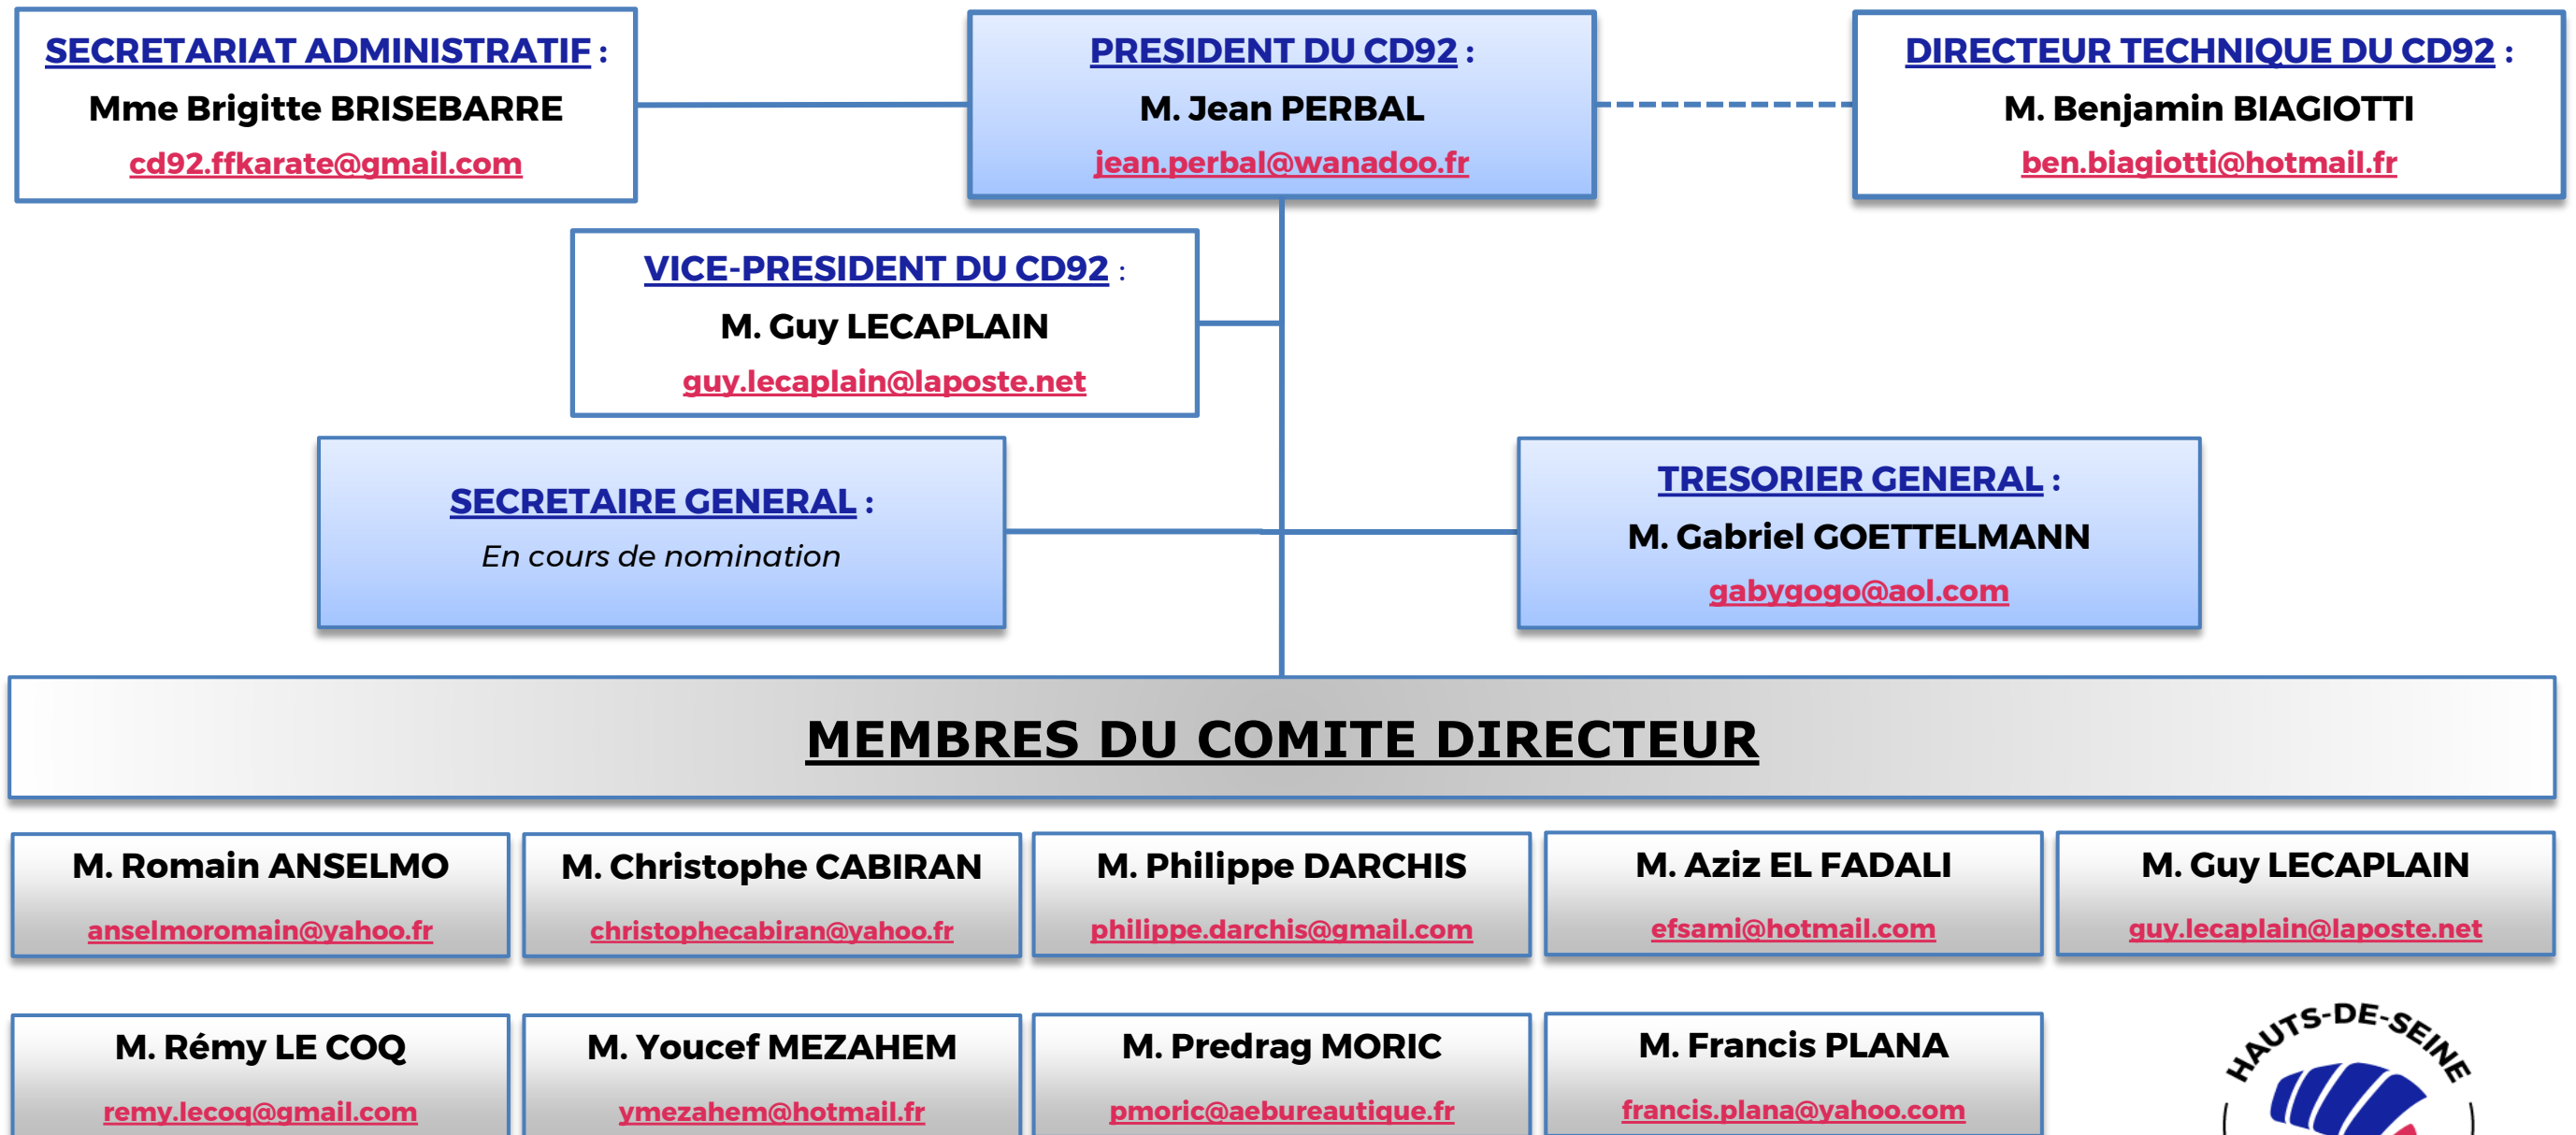 SECRETARIAT ADMINISTRATIF :
Mme Brigitte BRISEBARRE
cd92.ffkarate@gmail.com
PRESIDENT DU CD92 :
M. Jean PERBAL
jean.perbal@wanadoo.fr
DIRECTEUR TECHNIQUE DU CD92 :
M. Benjamin BIAGIOTTI
ben.biagiotti@hotmail.fr
VICE-PRESIDENT DU CD92 :
M. Guy LECAPLAIN
guy.lecaplain@laposte.net
SECRETAIRE GENERAL :
En cours de nomination
TRESORIER GENERAL :
M. Gabriel GOETTELMANN
gabygogo@aol.com
MEMBRES DU COMITE DIRECTEUR
M. Romain ANSELMO
anselmoromain@yahoo.fr
M. Christophe CABIRAN
christophecabiran@yahoo.fr
M. Philippe DARCHIS
philippe.darchis@gmail.com
M. Aziz EL FADALI
efsami@hotmail.com
M. Guy LECAPLAIN
guy.lecaplain@laposte.net
M. Rémy LE COQ
remy.lecoq@gmail.com
M. Youcef MEZAHEM
ymezahem@hotmail.fr
M. Predrag MORIC
pmoric@aebureautique.fr
M. Francis PLANA
francis.plana@yahoo.com
HAUTS-DE-SEINE